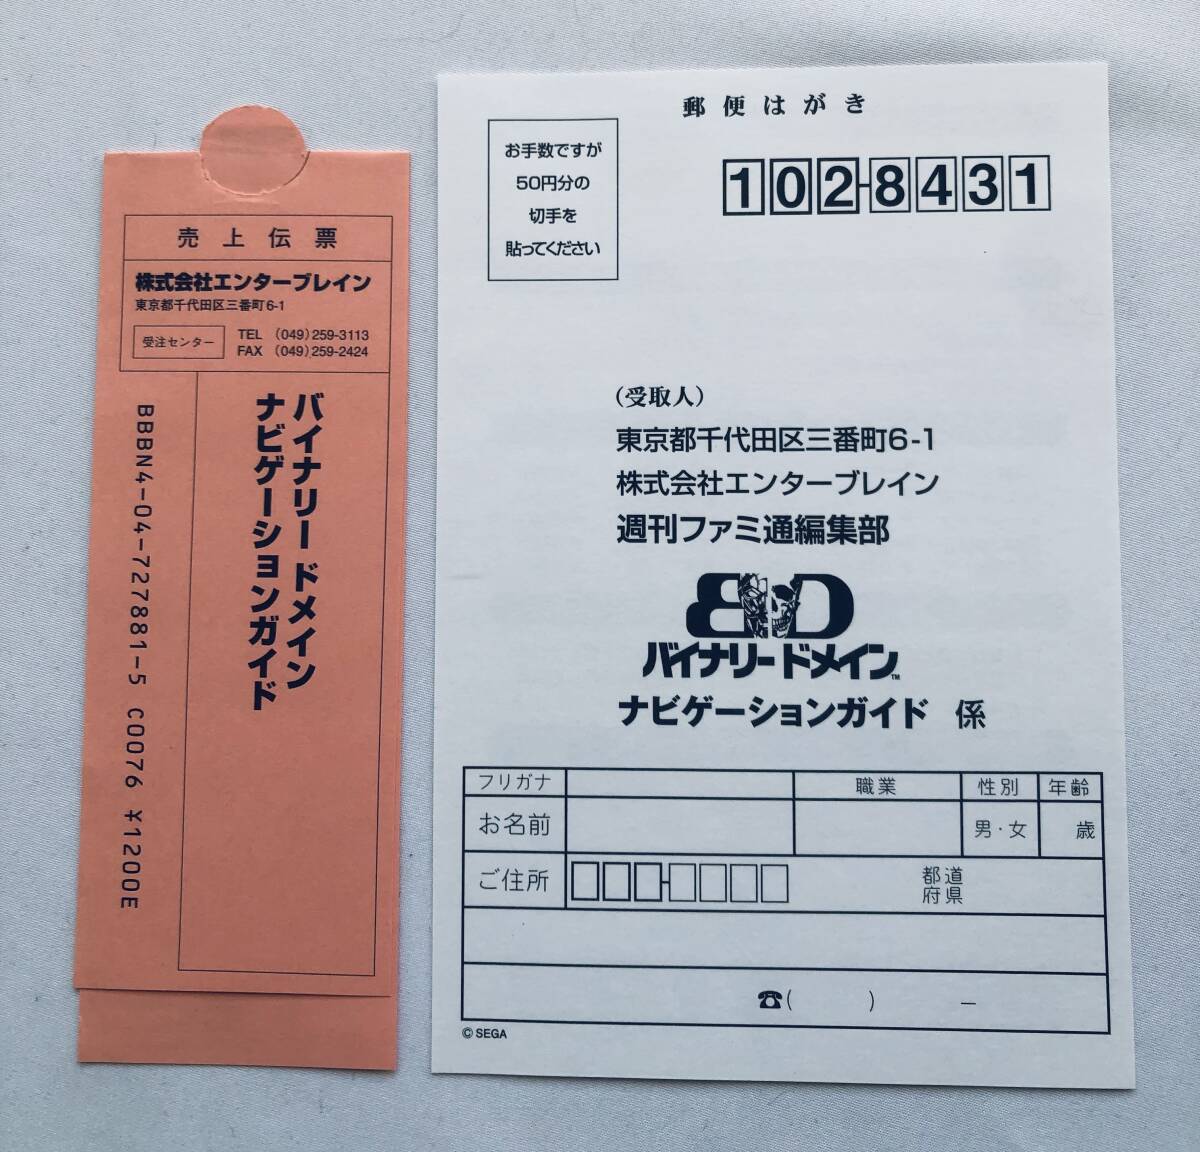 売上伝票
株式会社エンターブレイン
東京都千代田区三番町6-1
受注センター
TEL (049)259-3113
FAX (049)259-2424
バイナリー ドメイン
ナビゲーションガイド
BBBN4-04-727881-5 C0076 ¥1200E
郵便はがき
お手数ですが
50円分の
切手を
貼ってください
102-8431
(受取人)
東京都千代田区三番町6-1
株式会社エンターブレイン
週刊ファミ通編集部
BD
バイナリー ドメイン™
ナビゲーションガイド 係
フリガナ 職業 性別 年齢
お名前 男・女 歳
ご住所 都道
府県
☎( ) –
© SEGA